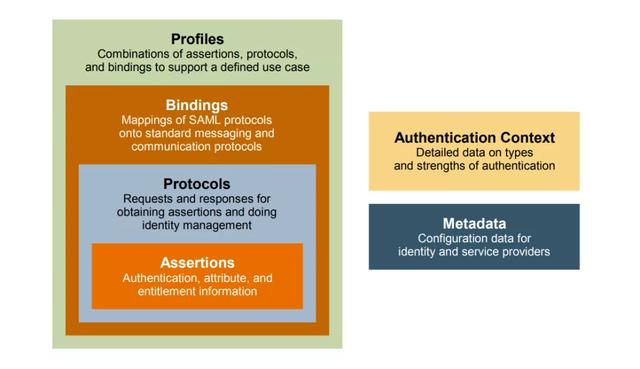 Profiles
Combinations of assertions, protocols,
and bindings to support a defined use case
Bindings
Mappings of SAML protocols
onto standard messaging and
communication protocols
Protocols
Requests and responses for
obtaining assertions and doing
identity management
Assertions
Authentication, attribute, and
entitlement information
Authentication Context
Detailed data on types
and strengths of authentication
Metadata
Configuration data for
identity and service providers